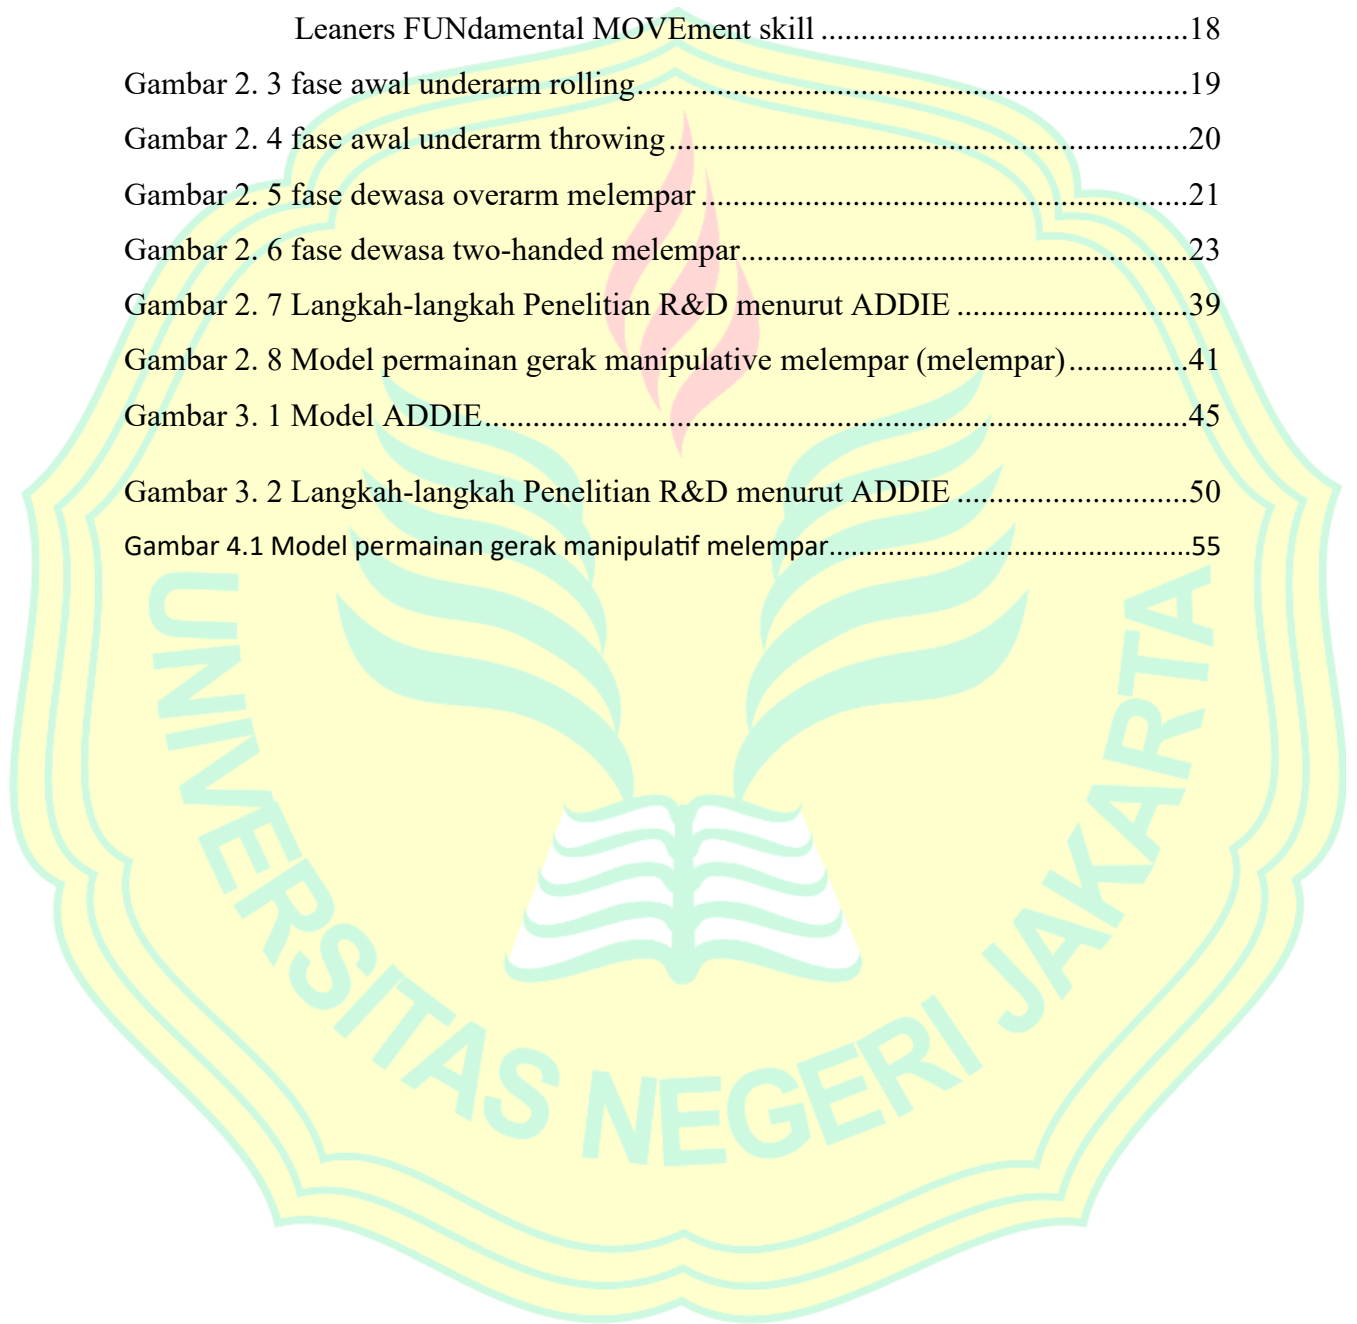 Leaners FUNdamental MOVEment skill ............................................18
Gambar 2. 3 fase awal underarm rolling...................................................................19
Gambar 2. 4 fase awal underarm throwing...............................................................20
Gambar 2. 5 fase dewasa overarm melempar ...........................................................21
Gambar 2. 6 fase dewasa two-handed melempar......................................................23
Gambar 2. 7 Langkah-langkah Penelitian R&D menurut ADDIE ............................39
Gambar 2. 8 Model permainan gerak manipulative melempar (melempar)..............41
Gambar 3. 1 Model ADDIE.....................................................................................45
Gambar 3. 2 Langkah-langkah Penelitian R&D menurut ADDIE ............................50
Gambar 4.1 Model permainan gerak manipulatif melempar...............................................55
UNIVERSITAS NEGERI JAKARTA